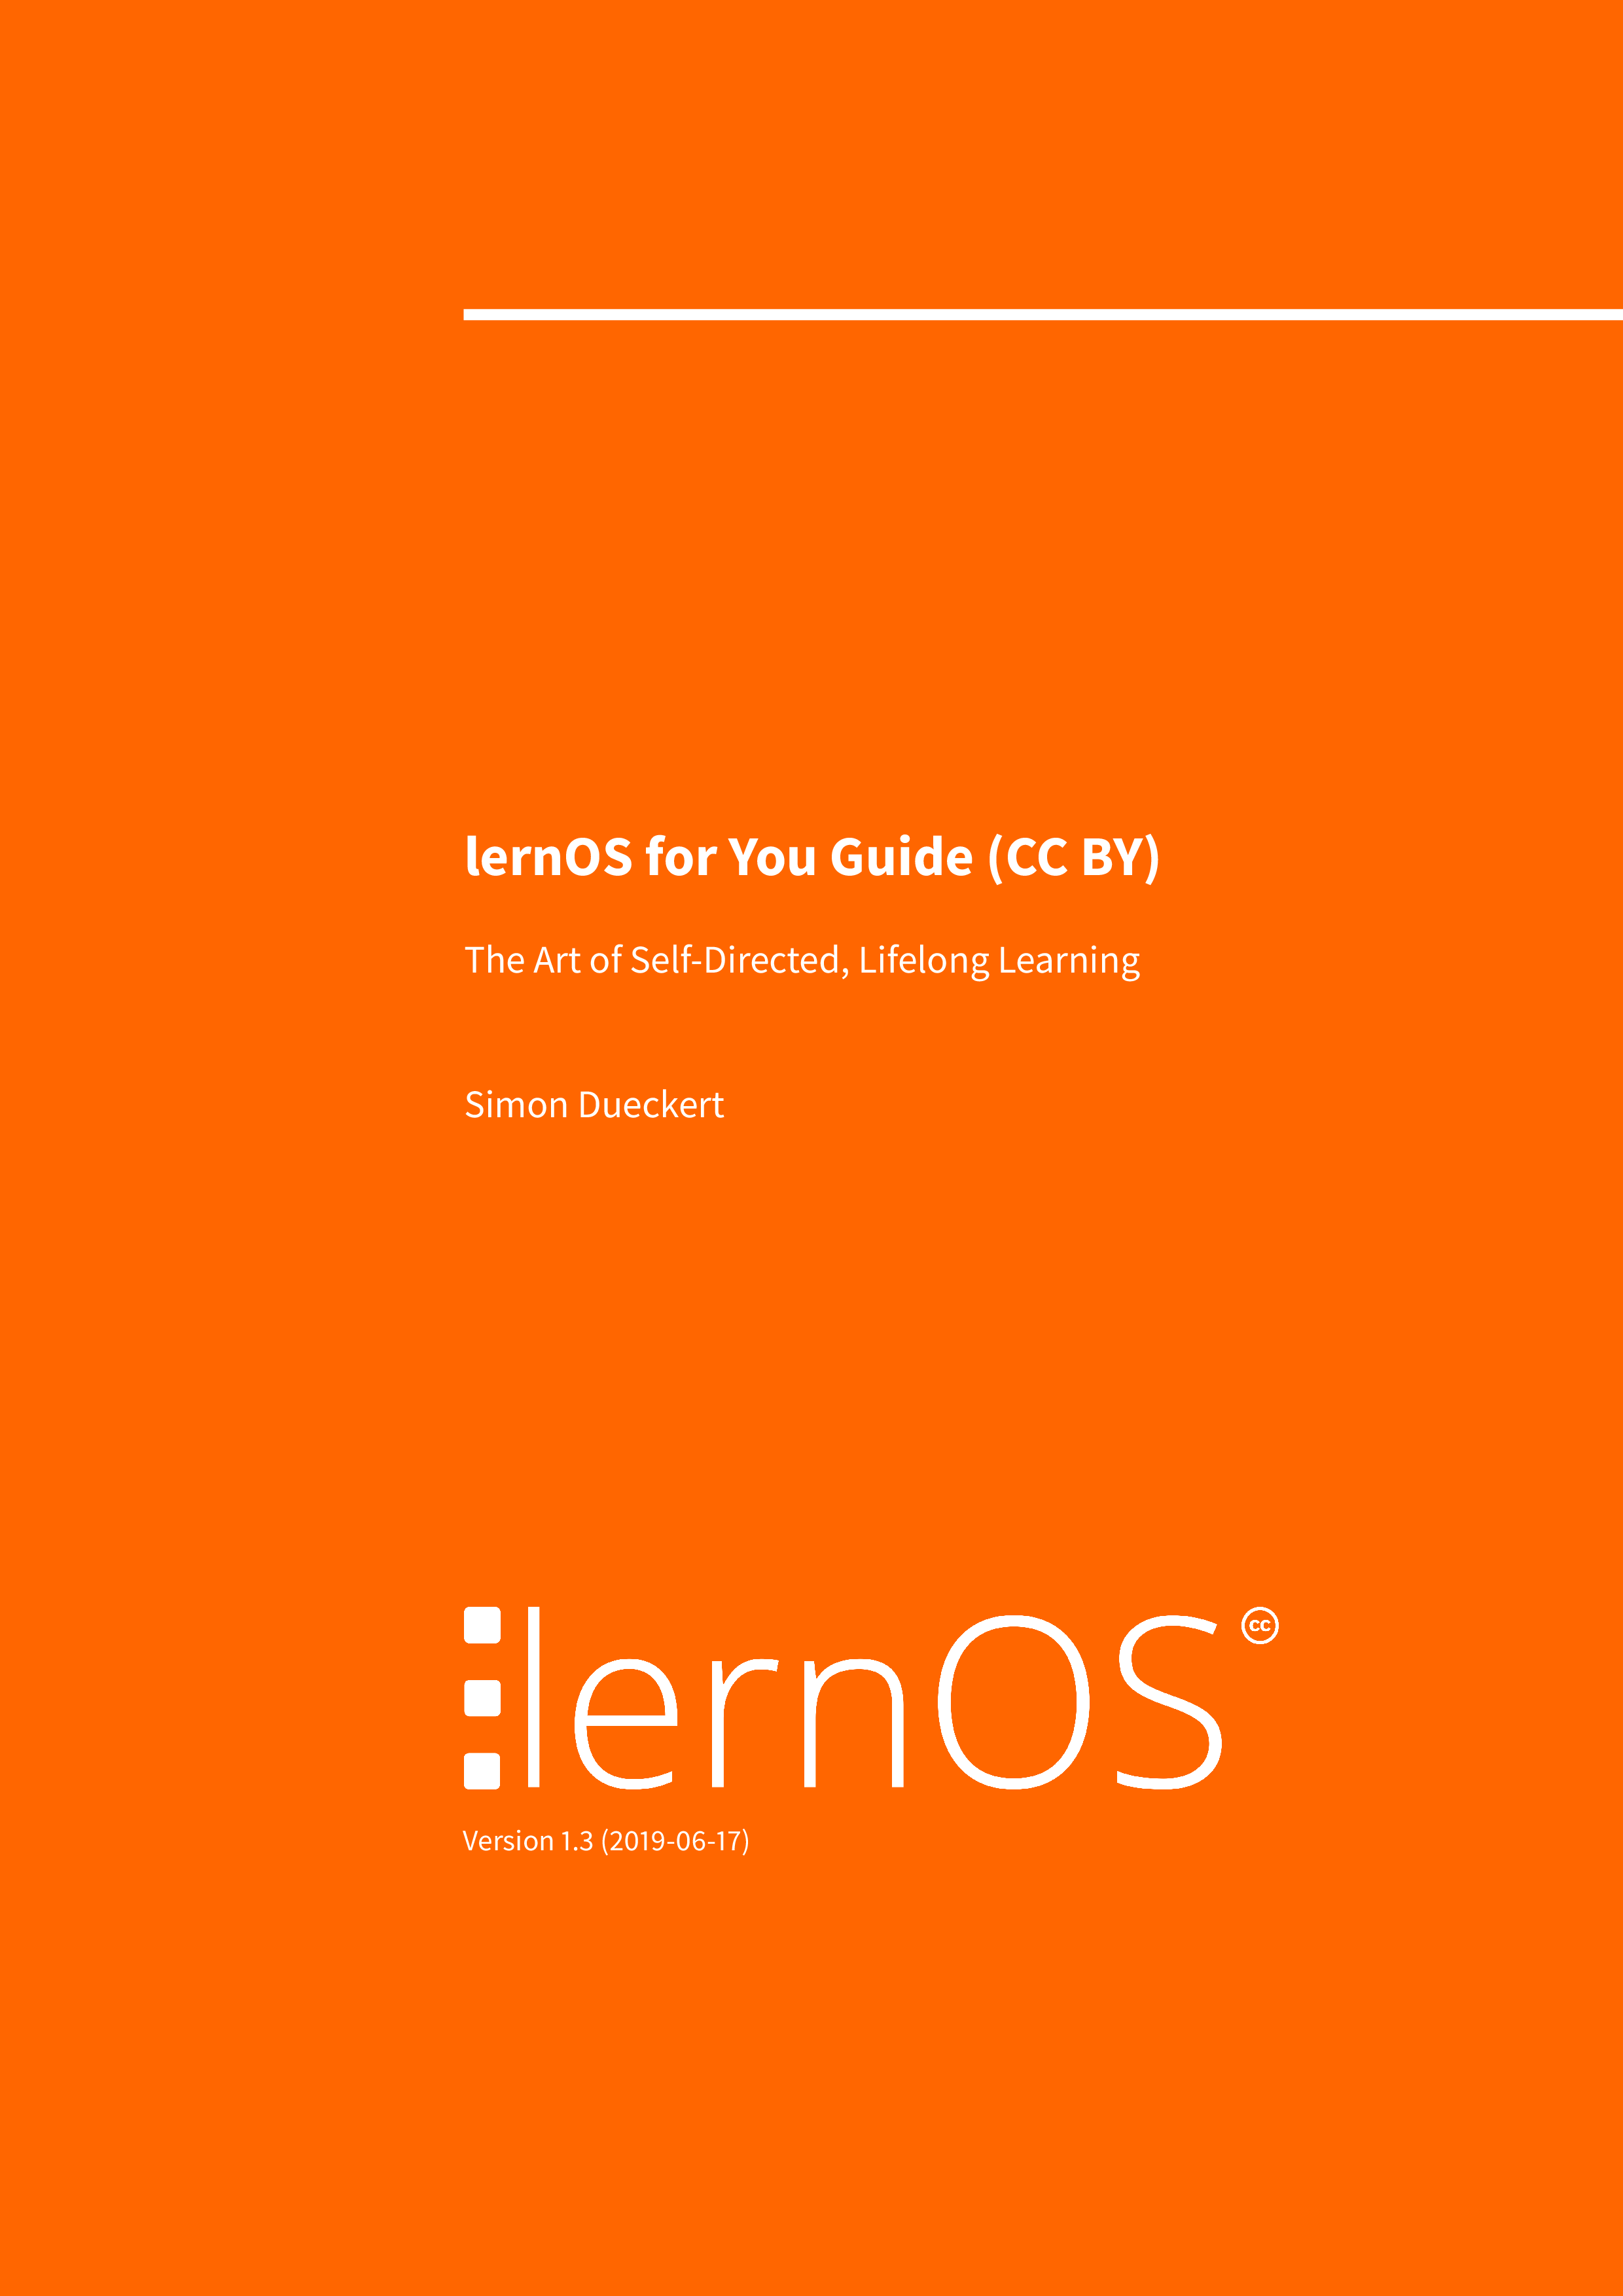 lernOS for You Guide (CC BY)
The Art of Self-Directed, Lifelong Learning
Simon Dueckert
lernOS cc
Version 1.3 (2019-06-17)